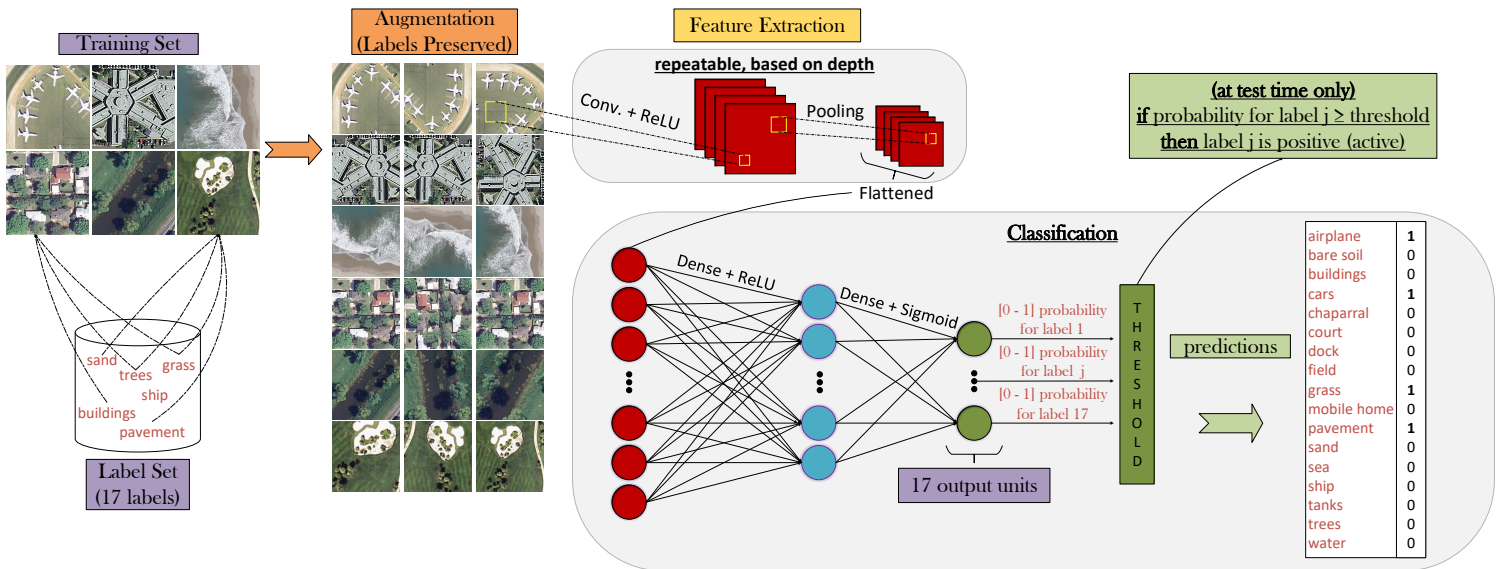 Training Set
sand
trees
grass
ship
buildings
pavement
Label Set
(17 labels)
Augmentation
(Labels Preserved)
Feature Extraction
repeatable, based on depth
Conv. + ReLU
Pooling
Flattened
(at test time only)
if probability for label j ≥ threshold
then label j is positive (active)
Classification
Dense + ReLU
Dense + Sigmoid
[0 - 1] probability
for label 1
[0 - 1] probability
for label j
[0 - 1] probability
for label 17
17 output units
THRESHOLD
predictions
airplane 1
bare soil 0
buildings 0
cars 1
chaparral 0
court 0
dock 0
field 0
grass 1
mobile home 0
pavement 1
sand 0
sea 0
ship 0
tanks 0
trees 0
water 0